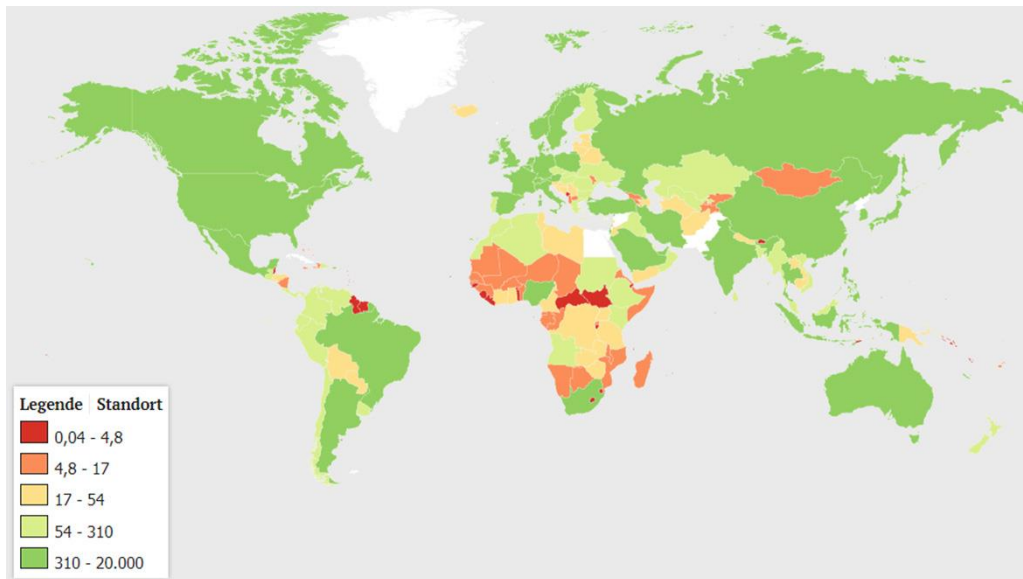 Legende Standort
0,04 - 4,8
4,8 - 17
17 - 54
54 - 310
310 - 20.000